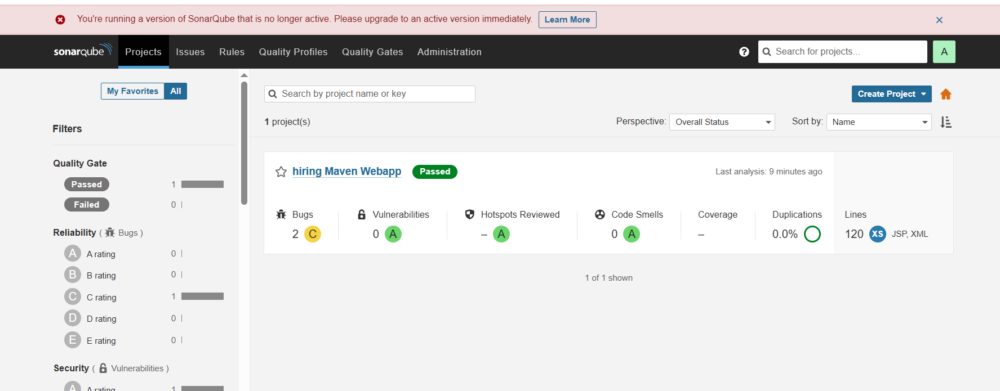 You're running a version of SonarQube that is no longer active. Please upgrade to an active version immediately. Learn More
sonarqube Projects Issues Rules Quality Profiles Quality Gates Administration Search for projects... A
My Favorites All
Search by project name or key
Create Project
1 project(s)
Perspective: Overall Status
Sort by: Name
Filters
Quality Gate
Passed 1
Failed 0
Reliability ( Bugs )
A A rating 0
B B rating 0
C C rating 1
D D rating 0
E E rating 0
Security ( Vulnerabilities )
A A rating 1
hiring Maven Webapp Passed
Last analysis: 9 minutes ago
Bugs Vulnerabilities Hotspots Reviewed Code Smells Coverage Duplications Lines
2 C 0 A – A 0 A – 0.0% 120 XS JSP, XML
1 of 1 shown